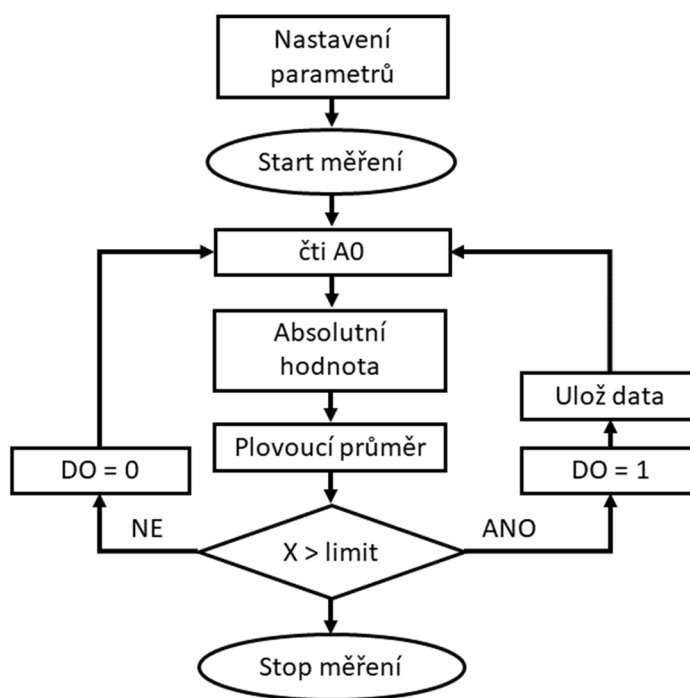 Nastavení
parametrů
Start měření
čti A0
Absolutní
hodnota
Ulož data
Plovoucí průměr
DO = 0
DO = 1
NE
ANO
X > limit
Stop měření